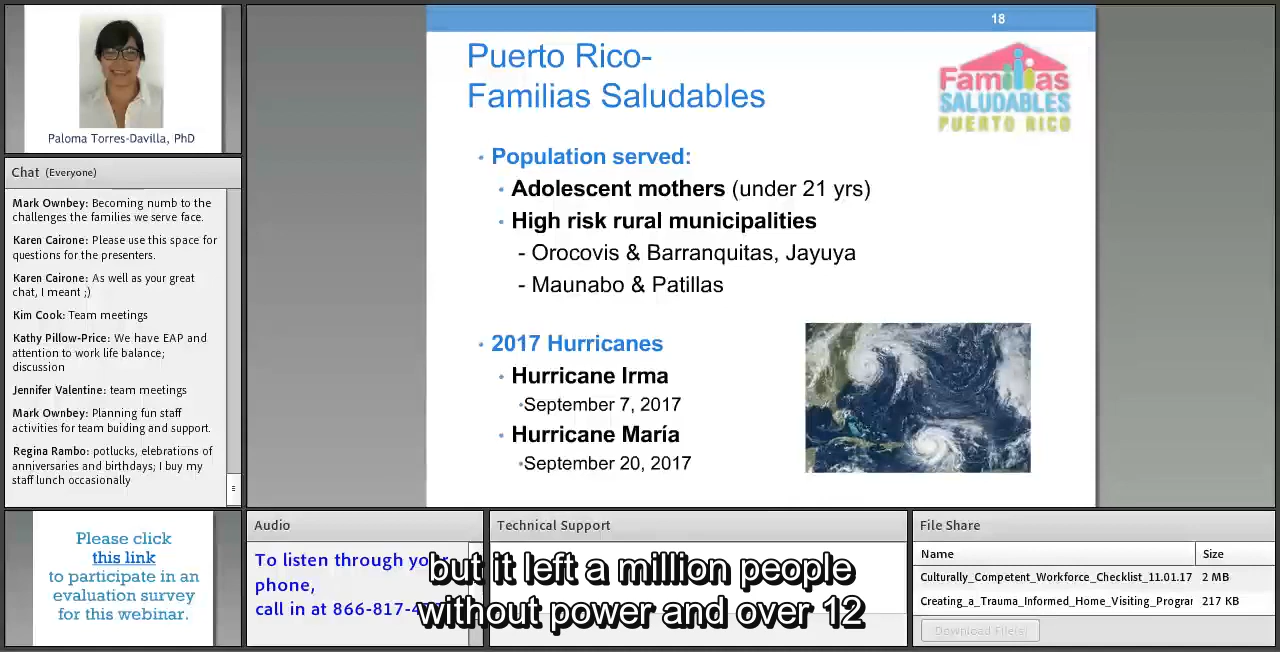 Paloma Torres-Davilla, PhD
Chat (Everyone)
Mark Ownbey: Becoming numb to the
challenges the families we serve face.
Karen Cairone: Please use this space for
questions for the presenters.
Karen Cairone: As well as your great
chat, I meant ;)
Kim Cook: Team meetings
Kathy Pillow-Price: We have EAP and
attention to work life balance;
discussion
Jennifer Valentine: team meetings
Mark Ownbey: Planning fun staff
activities for team buiding and support.
Regina Rambo: potlucks, elebrations of
anniversaries and birthdays; I buy my
staff lunch occasionally
Please click
this link
to participate in an
evaluation survey
for this webinar.
18
Puerto Rico-
Familias Saludables
Familias
SALUDABLES
PUERTO RICO
• Population served:
• Adolescent mothers (under 21 yrs)
• High risk rural municipalities
- Orocovis & Barranquitas, Jayuya
- Maunabo & Patillas
• 2017 Hurricanes
• Hurricane Irma
•September 7, 2017
• Hurricane María
•September 20, 2017
Audio
To listen through your
phone,
call in at 866-817-4
Technical Support
but it left a million people
without power and over 12
File Share
Name Size
Culturally_Competent_Workforce_Checklist_11.01.17 2 MB
Creating_a_Trauma_Informed_Home_Visiting_Prograr 217 KB
Download File(s)